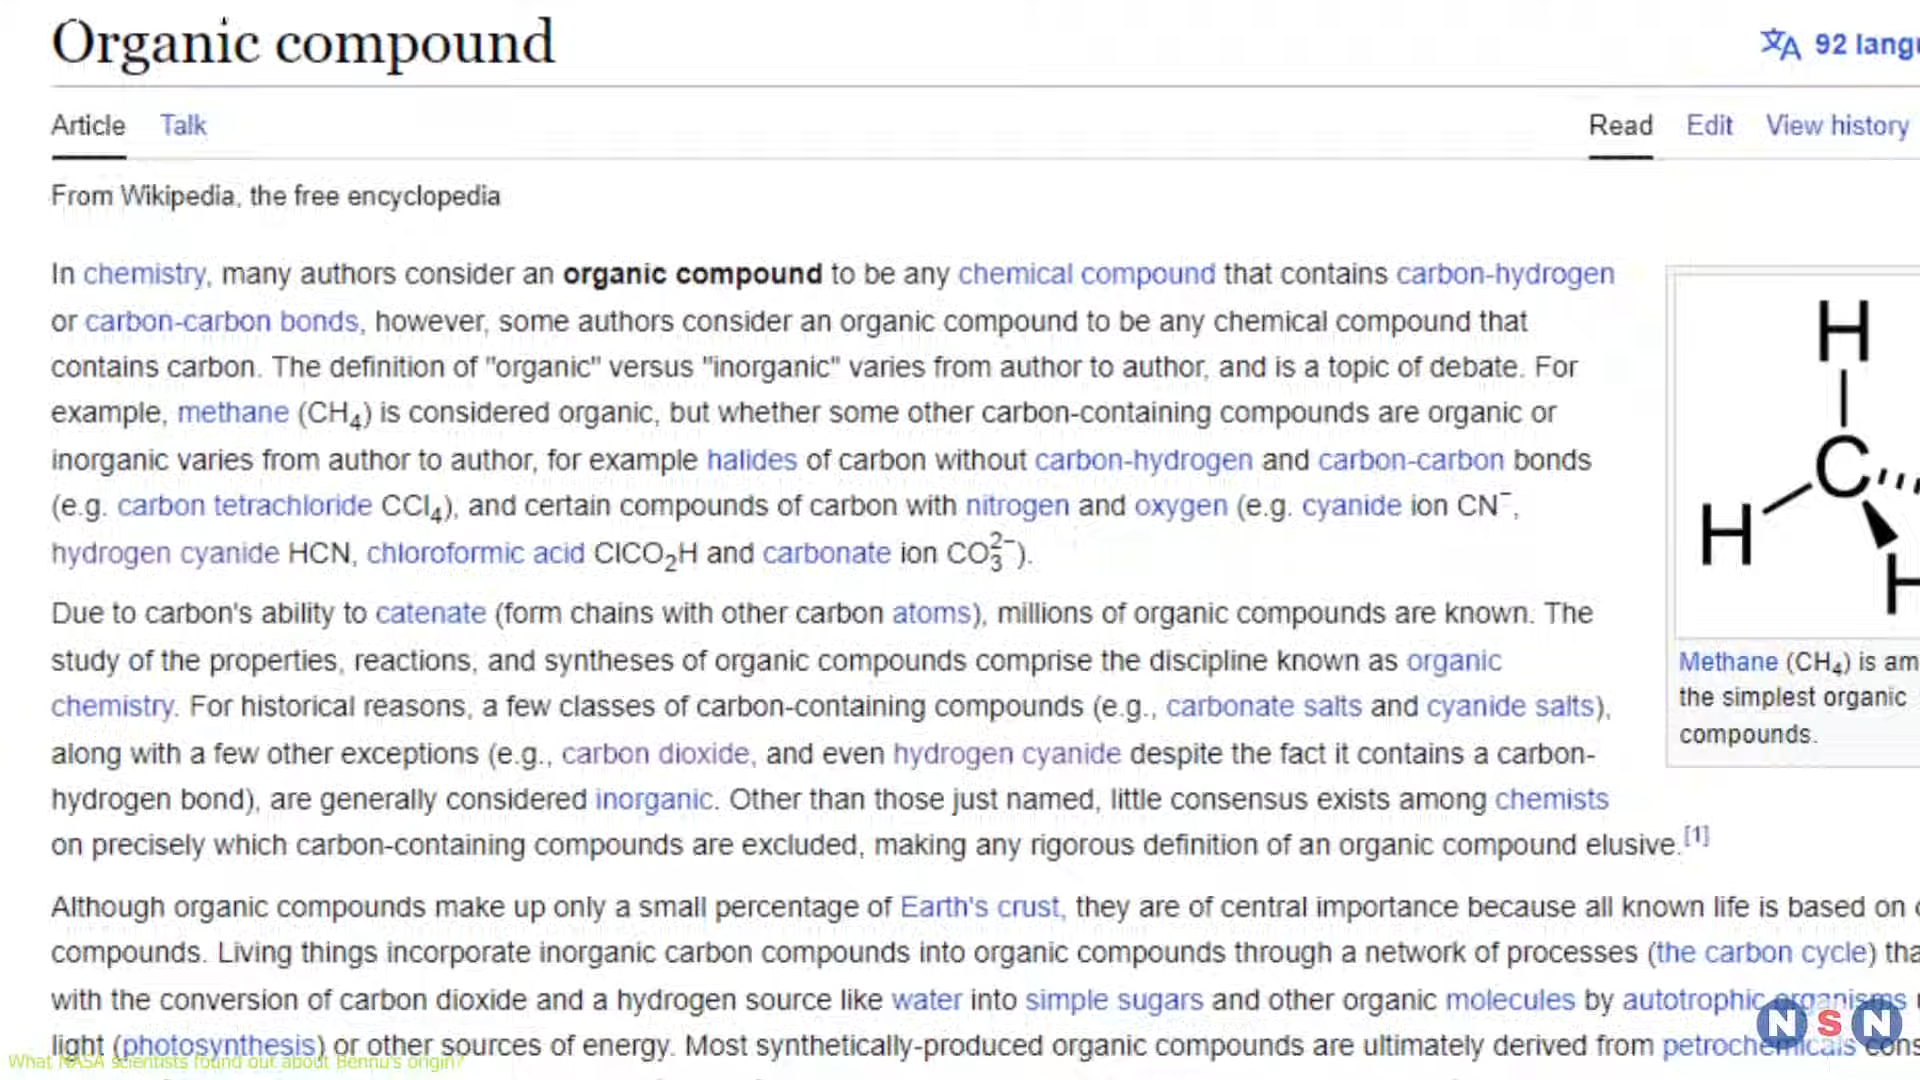 Organic compound
92 langu
Article Talk
Read Edit View history
From Wikipedia, the free encyclopedia
In chemistry, many authors consider an organic compound to be any chemical compound that contains carbon-hydrogen
or carbon-carbon bonds, however, some authors consider an organic compound to be any chemical compound that
contains carbon. The definition of "organic" versus "inorganic" varies from author to author, and is a topic of debate. For
example, methane (CH₄) is considered organic, but whether some other carbon-containing compounds are organic or
inorganic varies from author to author, for example halides of carbon without carbon-hydrogen and carbon-carbon bonds
(e.g. carbon tetrachloride CCl₄), and certain compounds of carbon with nitrogen and oxygen (e.g. cyanide ion CN⁻,
hydrogen cyanide HCN, chloroformic acid ClCO₂H and carbonate ion CO₃²⁻).
Due to carbon's ability to catenate (form chains with other carbon atoms), millions of organic compounds are known. The
study of the properties, reactions, and syntheses of organic compounds comprise the discipline known as organic
chemistry. For historical reasons, a few classes of carbon-containing compounds (e.g., carbonate salts and cyanide salts),
along with a few other exceptions (e.g., carbon dioxide, and even hydrogen cyanide despite the fact it contains a carbon-
hydrogen bond), are generally considered inorganic. Other than those just named, little consensus exists among chemists
on precisely which carbon-containing compounds are excluded, making any rigorous definition of an organic compound elusive.[1]
H
C
H
H
Methane (CH₄) is am
the simplest organic
compounds.
Although organic compounds make up only a small percentage of Earth's crust, they are of central importance because all known life is based on
compounds. Living things incorporate inorganic carbon compounds into organic compounds through a network of processes (the carbon cycle) tha
with the conversion of carbon dioxide and a hydrogen source like water into simple sugars and other organic molecules by autotrophic organisms
light (photosynthesis) or other sources of energy. Most synthetically-produced organic compounds are ultimately derived from petrochemicals cons
What NASA scientists found out about Bennu's origin?
NSN